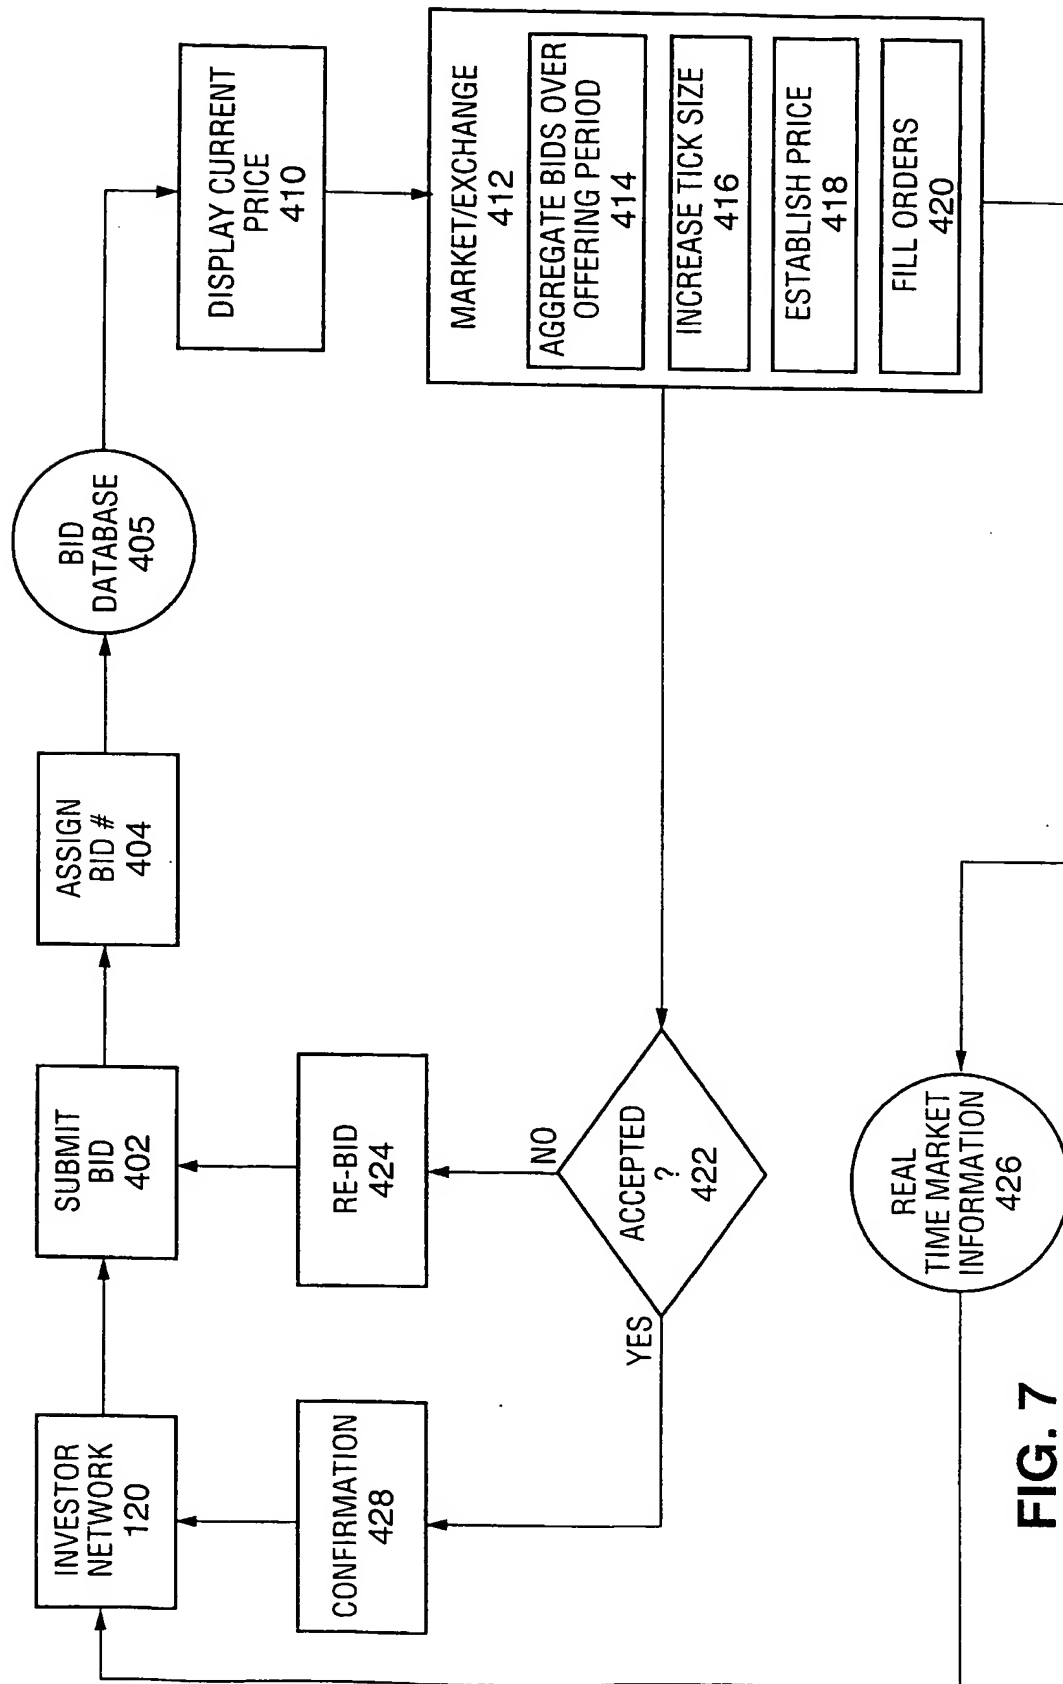 INVESTOR
NETWORK
120
SUBMIT
BID
402
ASSIGN
BID #
404
BID
DATABASE
405
DISPLAY CURRENT
PRICE
410
MARKET/EXCHANGE
412
AGGREGATE BIDS OVER
OFFERING PERIOD
414
INCREASE TICK SIZE
416
ESTABLISH PRICE
418
FILL ORDERS
420
ACCEPTED
?
422
NO
YES
RE-BID
424
CONFIRMATION
428
REAL
TIME MARKET
INFORMATION
426
FIG. 7